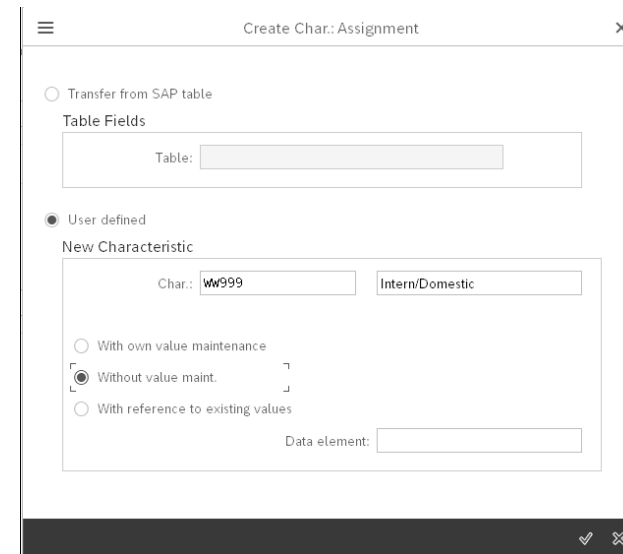 Create Char.: Assignment
Transfer from SAP table
Table Fields
Table:
User defined
New Characteristic
Char.: WW999 Intern/Domestic
With own value maintenance
Without value maint.
With reference to existing values
Data element: